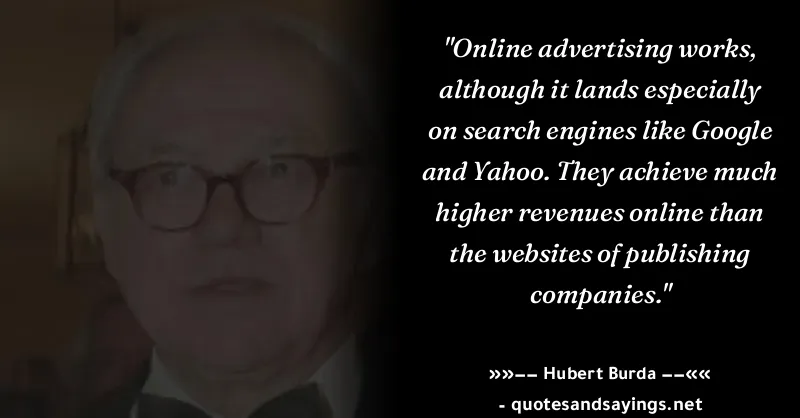 "Online advertising works,
although it lands especially
on search engines like Google
and Yahoo. They achieve much
higher revenues online than
the websites of publishing
companies."
»»-- Hubert Burda --««
- quotesandsayings.net